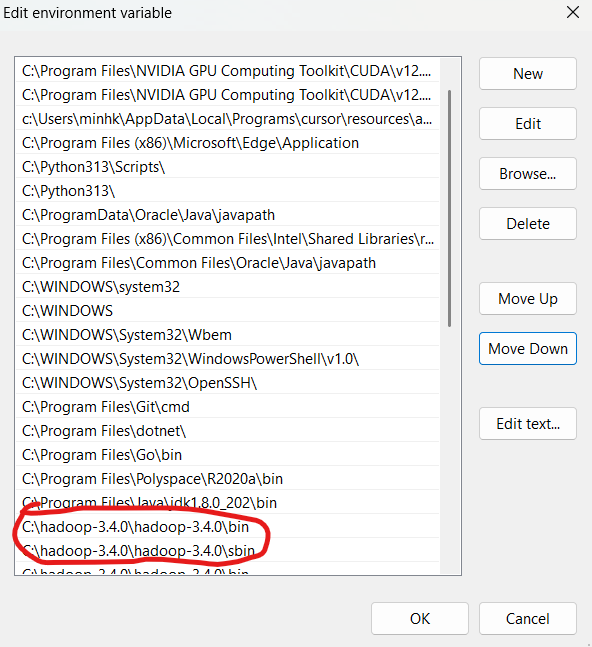 Edit environment variable
C:\Program Files\NVIDIA GPU Computing Toolkit\CUDA\v12....
C:\Program Files\NVIDIA GPU Computing Toolkit\CUDA\v12....
c:\Users\minhk\AppData\Local\Programs\cursor\resources\a...
C:\Program Files (x86)\Microsoft\Edge\Application
C:\Python313\Scripts\
C:\Python313\
C:\ProgramData\Oracle\Java\javapath
C:\Program Files (x86)\Common Files\Intel\Shared Libraries\r...
C:\Program Files\Common Files\Oracle\Java\javapath
C:\WINDOWS\system32
C:\WINDOWS
C:\WINDOWS\System32\Wbem
C:\WINDOWS\System32\WindowsPowerShell\v1.0\
C:\WINDOWS\System32\OpenSSH\
C:\Program Files\Git\cmd
C:\Program Files\dotnet\
C:\Program Files\Go\bin
C:\Program Files\Polyspace\R2020a\bin
C:\Program Files\Java\jdk1.8.0_202\bin
C:\hadoop-3.4.0\hadoop-3.4.0\bin
C:\hadoop-3.4.0\hadoop-3.4.0\sbin
C:\hadoop-3.4.0\hadoop-3.4.0\bin
New
Edit
Browse...
Delete
Move Up
Move Down
Edit text...
OK
Cancel